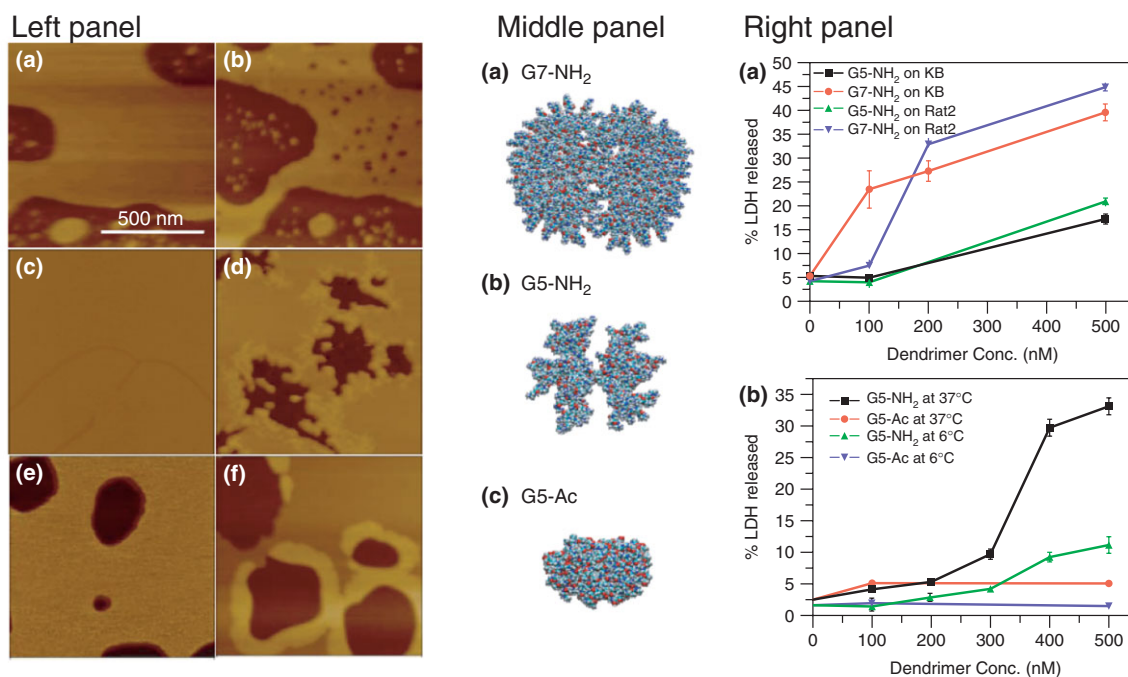 Left panel
(a)
(b)
500 nm
(c)
(d)
(e)
(f)
Middle panel
(a) G7-NH₂
(b) G5-NH₂
(c) G5-Ac
Right panel
(a)
G5-NH₂ on KB
G7-NH₂ on KB
G5-NH₂ on Rat2
G7-NH₂ on Rat2
% LDH released
50
45
40
35
30
25
20
15
10
5
0
0 100 200 300 400 500
Dendrimer Conc. (nM)
(b)
G5-NH₂ at 37°C
G5-Ac at 37°C
G5-NH₂ at 6°C
G5-Ac at 6°C
% LDH released
35
30
25
20
15
10
5
0
0 100 200 300 400 500
Dendrimer Conc. (nM)